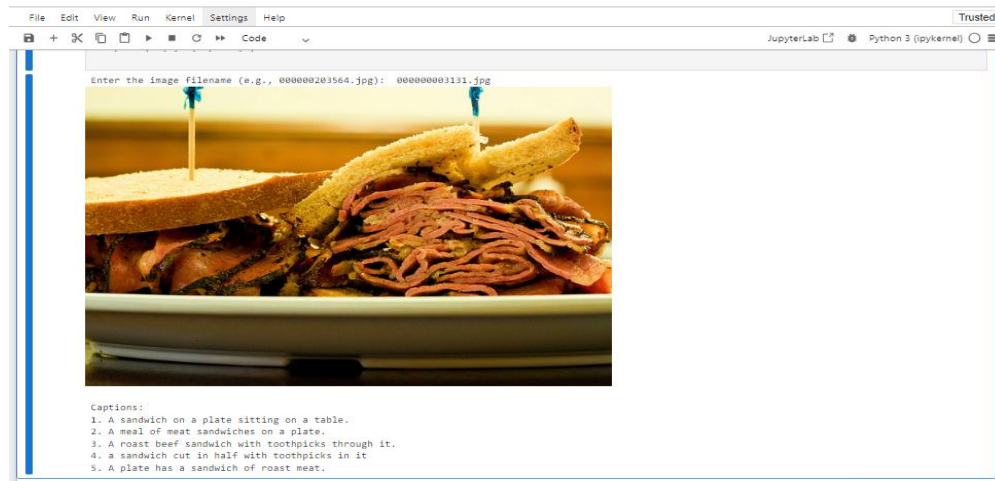 File Edit View Run Kernel Settings Help
Trusted
Code
JupyterLab
Python 3 (ipykernel)
Enter the image filename (e.g., 000000203564.jpg): 000000003131.jpg
Captions:
1. A sandwich on a plate sitting on a table.
2. A meal of meat sandwiches on a plate.
3. A roast beef sandwich with toothpicks through it.
4. a sandwich cut in half with toothpicks in it
5. A plate has a sandwich of roast meat.